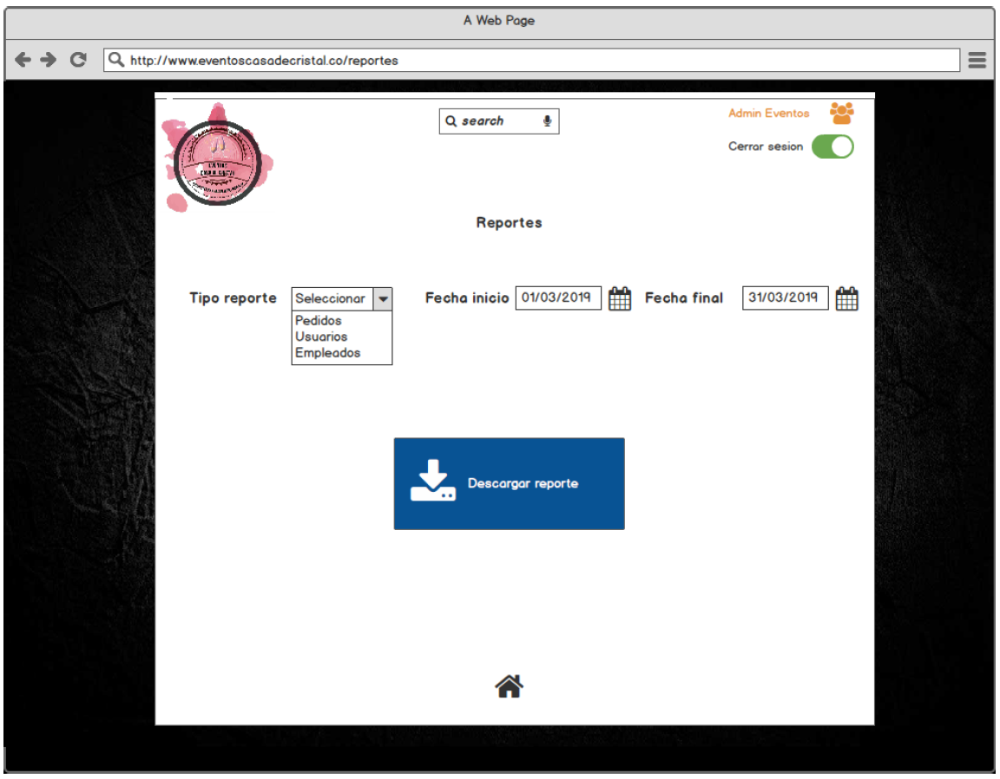 A Web Page
http://www.eventoscasadecristal.co/reportes
search
Admin Eventos
Cerrar sesion
Reportes
Tipo reporte Seleccionar Fecha inicio 01/03/2019 Fecha final 31/03/2019
Pedidos
Usuarios
Empleados
Descargar reporte